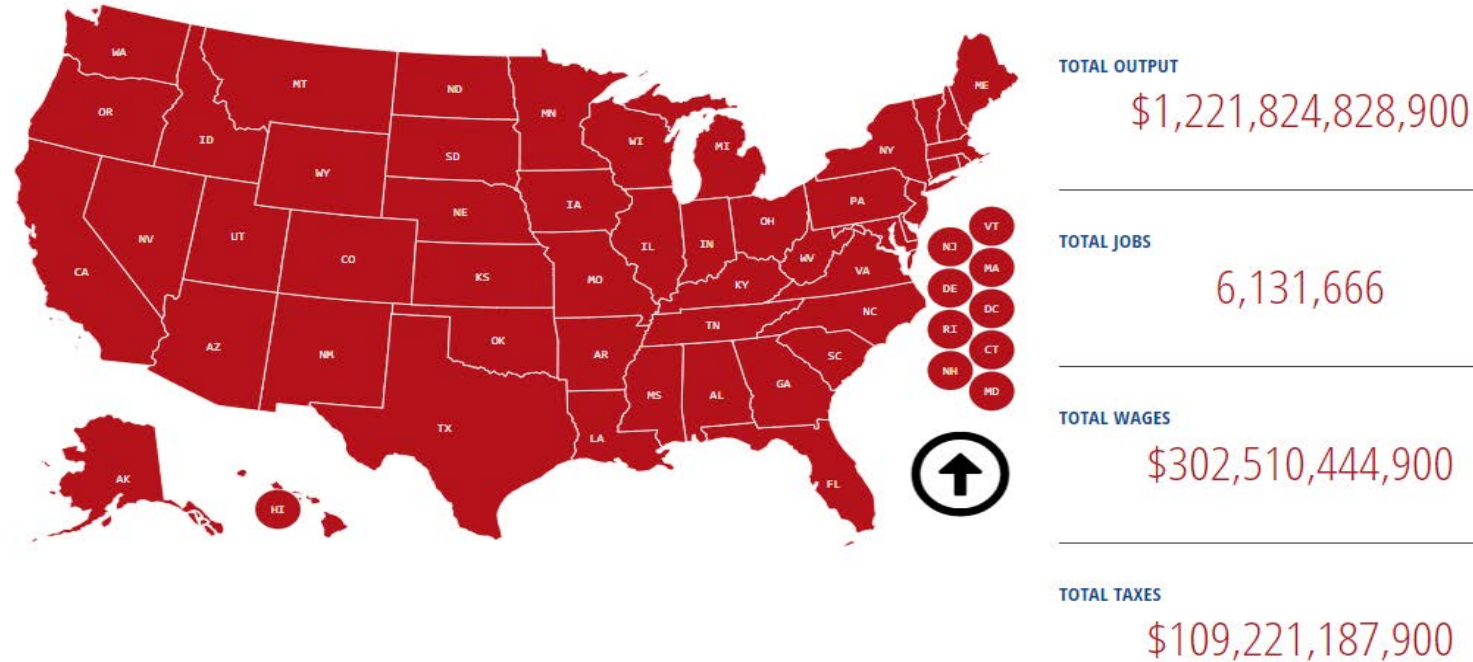 WA
MT
ND
MN
ME
OR
ID
SD
WI
MI
NY
WY
IA
PA
NE
OH
NV
UT
CO
IL
IN
WV
VA
CA
KS
MO
KY
NC
TN
AZ
NM
OK
AR
SC
MS
AL
GA
TX
LA
FL
AK
HI
VT
NJ
MA
DE
DC
RI
CT
NH
MD
TOTAL OUTPUT
$1,221,824,828,900
TOTAL JOBS
6,131,666
TOTAL WAGES
$302,510,444,900
TOTAL TAXES
$109,221,187,900